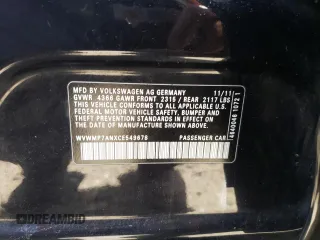 MFD. BY VOLKSWAGEN AG GERMANY 11/11
GVWR 4366 GAWR FRONT 2315 / REAR 2117 LBS
THIS VEHICLE CONFORMS TO ALL APPLICABLE U.S.
FEDERAL MOTOR VEHICLE SAFETY, BUMPER AND
THEFT PREVENTION STANDARDS IN EFFECT ON THE
DATE OF MANUFACTURE SHOWN ABOVE.
WVWMP7ANXCE549876 PASSENGER CAR
DREAMBID